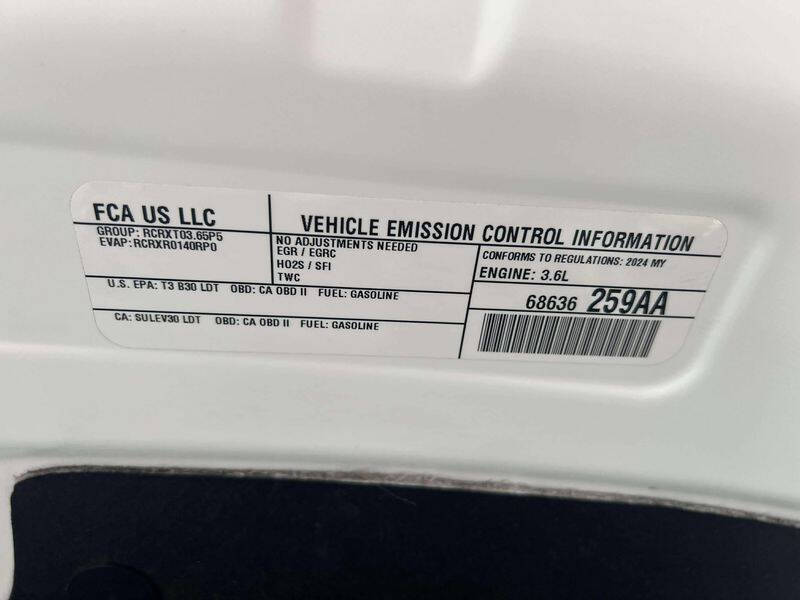 FCA US LLC
GROUP: RCRXT03.65P5
EVAP: RCRXR0140RP0
VEHICLE EMISSION CONTROL INFORMATION
NO ADJUSTMENTS NEEDED
EGR / EGRC
HO2S / SFI
TWC
CONFORMS TO REGULATIONS: 2024 MY
ENGINE: 3.6L
U.S. EPA: T3 B30 LDT OBD: CA OBD II FUEL: GASOLINE
68636 259AA
CA: SULEV30 LDT OBD: CA OBD II FUEL: GASOLINE